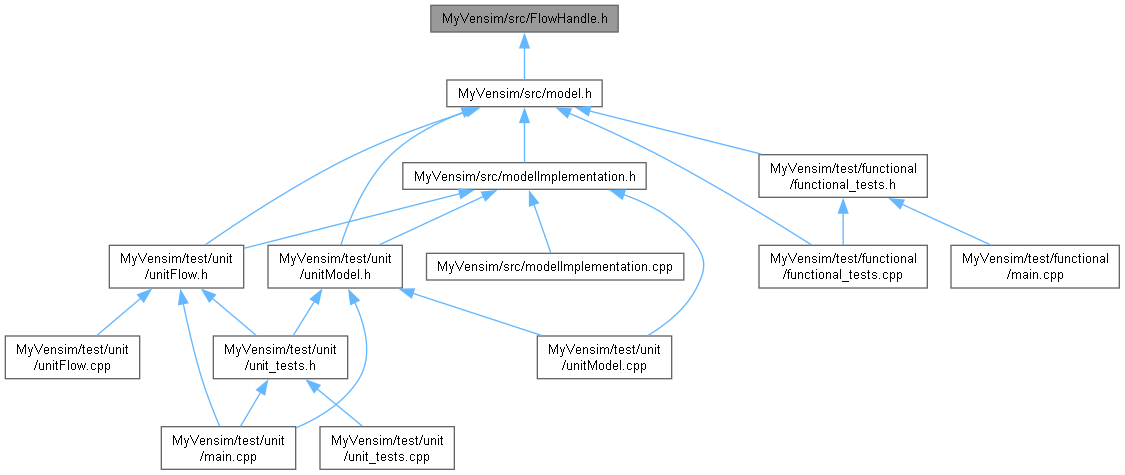 MyVensim/src/FlowHandle.h
MyVensim/src/model.h
MyVensim/src/modelImplementation.h
MyVensim/test/functional
/functional_tests.h
MyVensim/test/unit
/unitFlow.h
MyVensim/test/unit
/unitModel.h
MyVensim/src/modelImplementation.cpp
MyVensim/test/functional
/functional_tests.cpp
MyVensim/test/functional
/main.cpp
MyVensim/test/unit
/unitFlow.cpp
MyVensim/test/unit
/unit_tests.h
MyVensim/test/unit
/unitModel.cpp
MyVensim/test/unit
/main.cpp
MyVensim/test/unit
/unit_tests.cpp